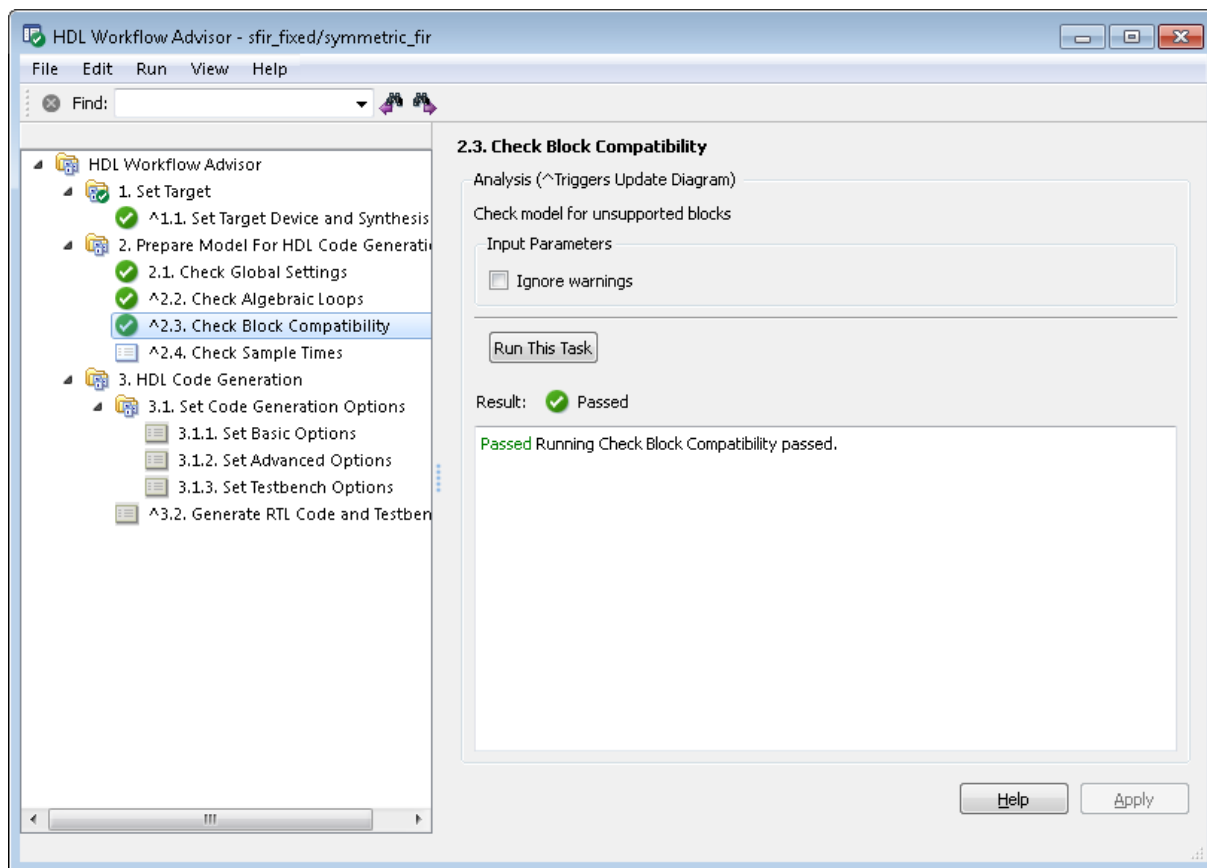 HDL Workflow Advisor - sfir_fixed/symmetric_fir
File Edit Run View Help
Find:
HDL Workflow Advisor
1. Set Target
^1.1. Set Target Device and Synthesis
2. Prepare Model For HDL Code Generati
2.1. Check Global Settings
^2.2. Check Algebraic Loops
^2.3. Check Block Compatibility
^2.4. Check Sample Times
3. HDL Code Generation
3.1. Set Code Generation Options
3.1.1. Set Basic Options
3.1.2. Set Advanced Options
3.1.3. Set Testbench Options
^3.2. Generate RTL Code and Testben
2.3. Check Block Compatibility
Analysis (^Triggers Update Diagram)
Check model for unsupported blocks
Input Parameters
Ignore warnings
Run This Task
Result: Passed
Passed Running Check Block Compatibility passed.
Help Apply